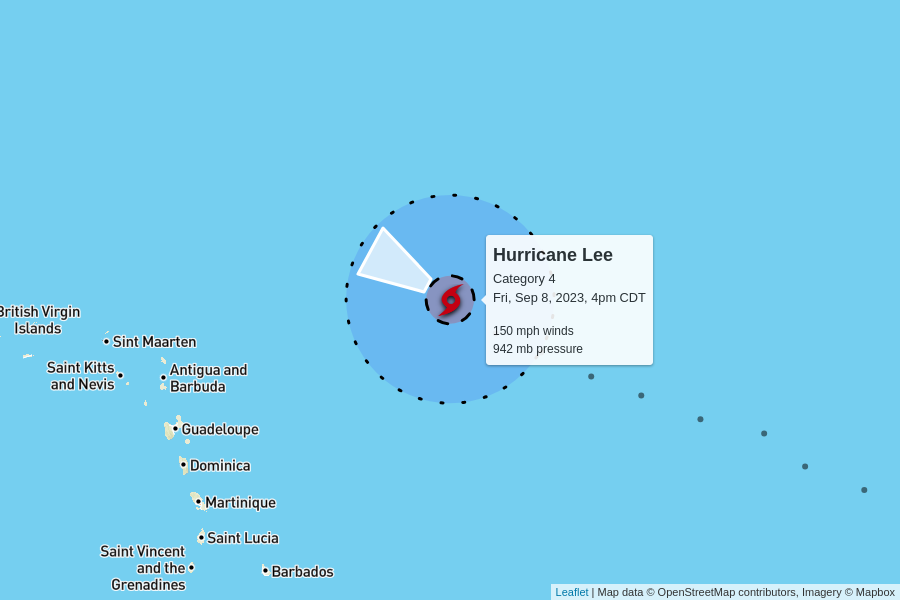 Hurricane Lee
Category 4
Fri, Sep 8, 2023, 4pm CDT
150 mph winds
942 mb pressure
British Virgin
Islands
Sint Maarten
Saint Kitts
and Nevis
Antigua and
Barbuda
Guadeloupe
Dominica
Martinique
Saint Lucia
Saint Vincent
and the
Grenadines
Barbados
Leaflet | Map data © OpenStreetMap contributors, Imagery © Mapbox